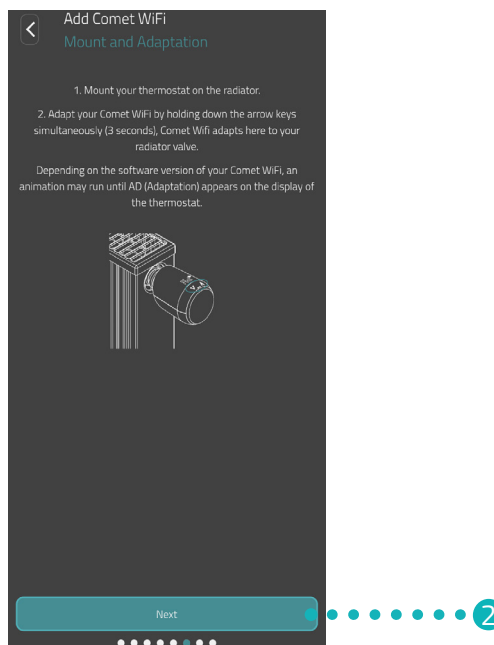 Add Comet WiFi
Mount and Adaptation
1. Mount your thermostat on the radiator.
2. Adapt your Comet WiFi by holding down the arrow keys
simultaneously (3 seconds), Comet Wifi adapts here to your
radiator valve.
Depending on the software version of your Comet WiFi, an
animation may run until AD (Adaptation) appears on the display of
the thermostat.
Next
2